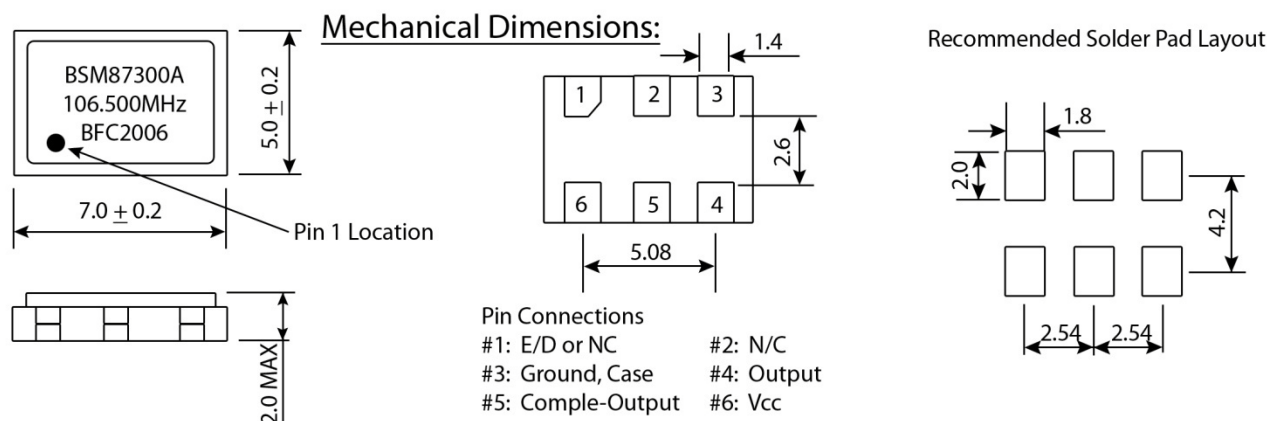 Mechanical Dimensions:
BSM87300A
106.500MHz
BFC2006
5.0 ± 0.2
7.0 ± 0.2
Pin 1 Location
2.0 MAX
1.4
1
2
3
2.6
6
5
4
5.08
Pin Connections
#1: E/D or NC #2: N/C
#3: Ground, Case #4: Output
#5: Comple-Output #6: Vcc
Recommended Solder Pad Layout
1.8
2.0
4.2
2.54 2.54